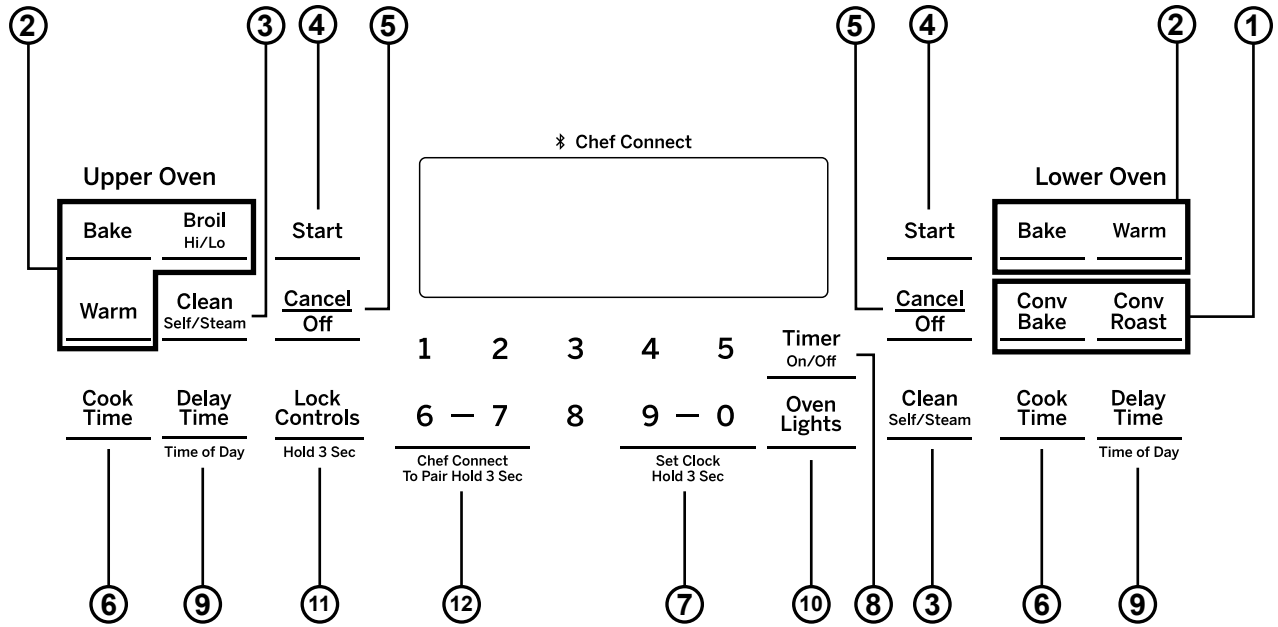 2 3 4 5 5 4 2 1
Chef Connect
Upper Oven
Lower Oven
Bake
Broil
Hi/Lo
Start
Start
Bake
Warm
Warm
Clean
Self/Steam
Cancel
Off
Cancel
Off
Conv
Bake
Conv
Roast
1 2 3 4 5
Timer
On/Off
Cook
Time
Delay
Time
Time of Day
Lock
Controls
Hold 3 Sec
6 — 7 8 9 — 0
Chef Connect
To Pair Hold 3 Sec
Set Clock
Hold 3 Sec
Oven
Lights
Clean
Self/Steam
Cook
Time
Delay
Time
Time of Day
6 9 11 12 7 10 8 3 6 9